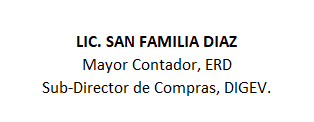 LIC. SAN FAMILIA DIAZ
Mayor Contador, ERD
Sub-Director de Compras, DIGEV.